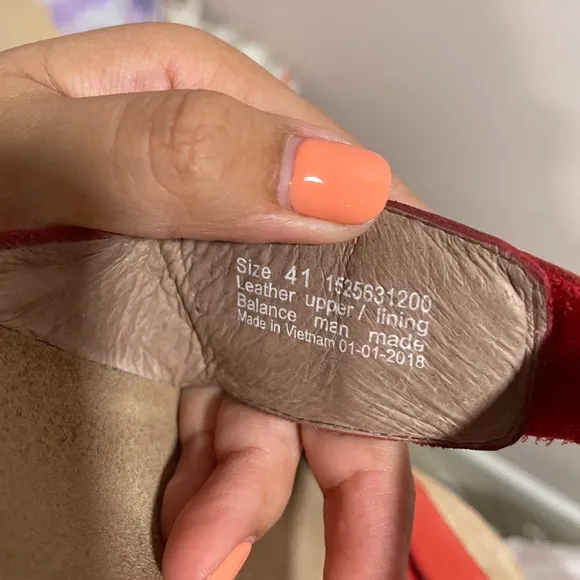 Size 41 1525631200
Leather upper / lining
Balance man made
Made in Vietnam 01-01-2018